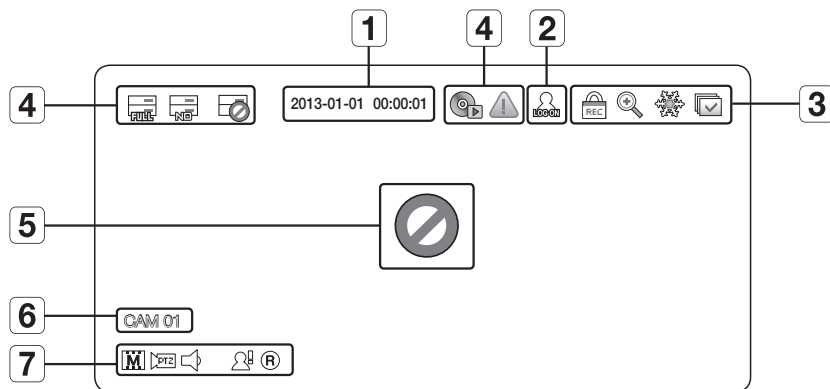 1
4
2
4
FULL
NO
2013-01-01 00:00:01
LOG ON
REC
3
5
6
CAM 01
7
M
PTZ
R